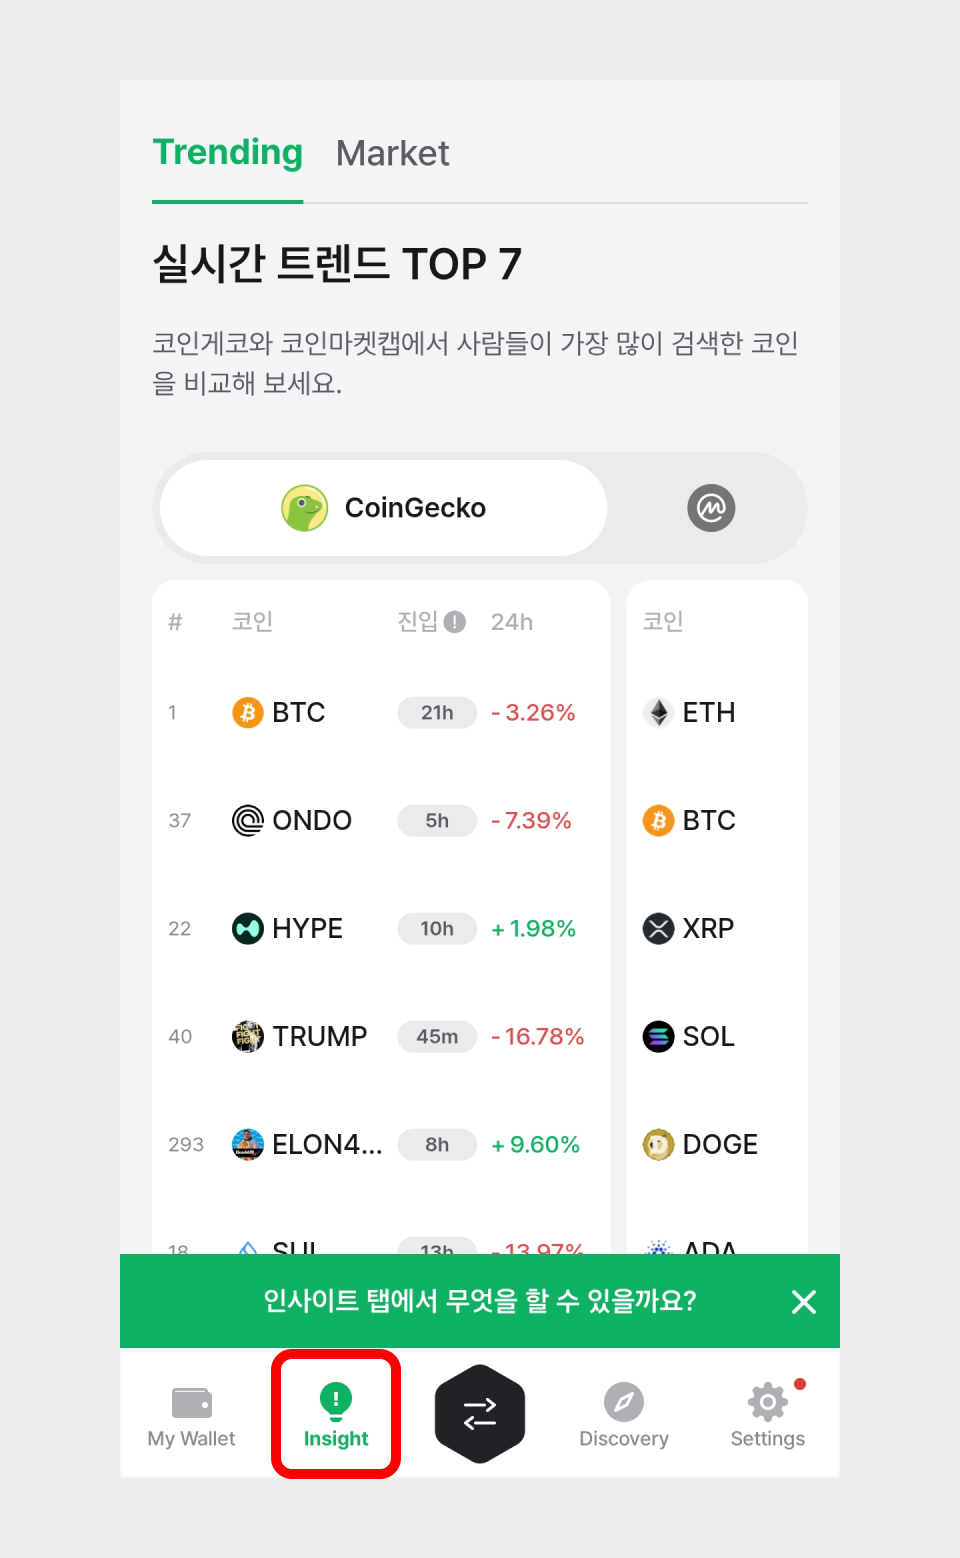 Trending Market
실시간 트렌드 TOP 7
코인게코와 코인마켓캡에서 사람들이 가장 많이 검색한 코인
을 비교해 보세요.
CoinGecko
# 코인 진입 24h 코인
1 BTC 21h - 3.26% ETH
37 ONDO 5h - 7.39% BTC
22 HYPE 10h + 1.98% XRP
40 TRUMP 45m - 16.78% SOL
293 ELON4... 8h + 9.60% DOGE
18 SUI 13h - 13.97% ADA
인사이트 탭에서 무엇을 할 수 있을까요?
My Wallet Insight Discovery Settings